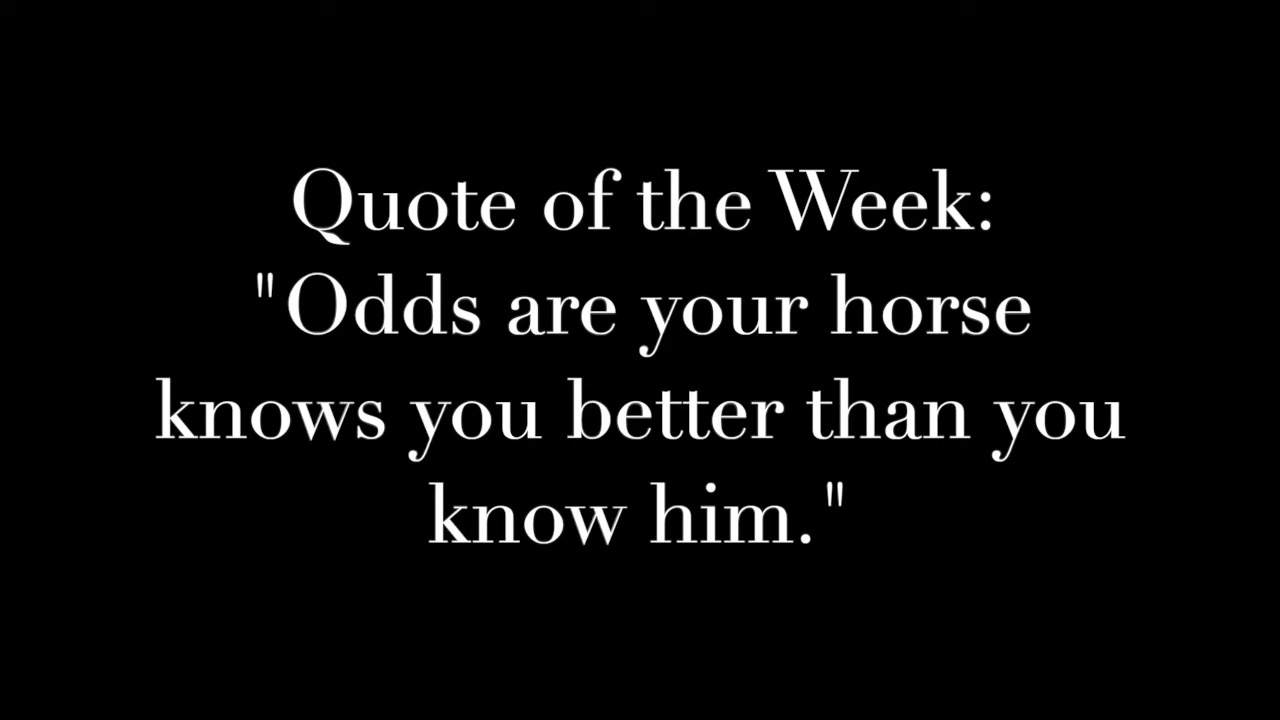 Quote of the Week:
"Odds are your horse
knows you better than you
know him."